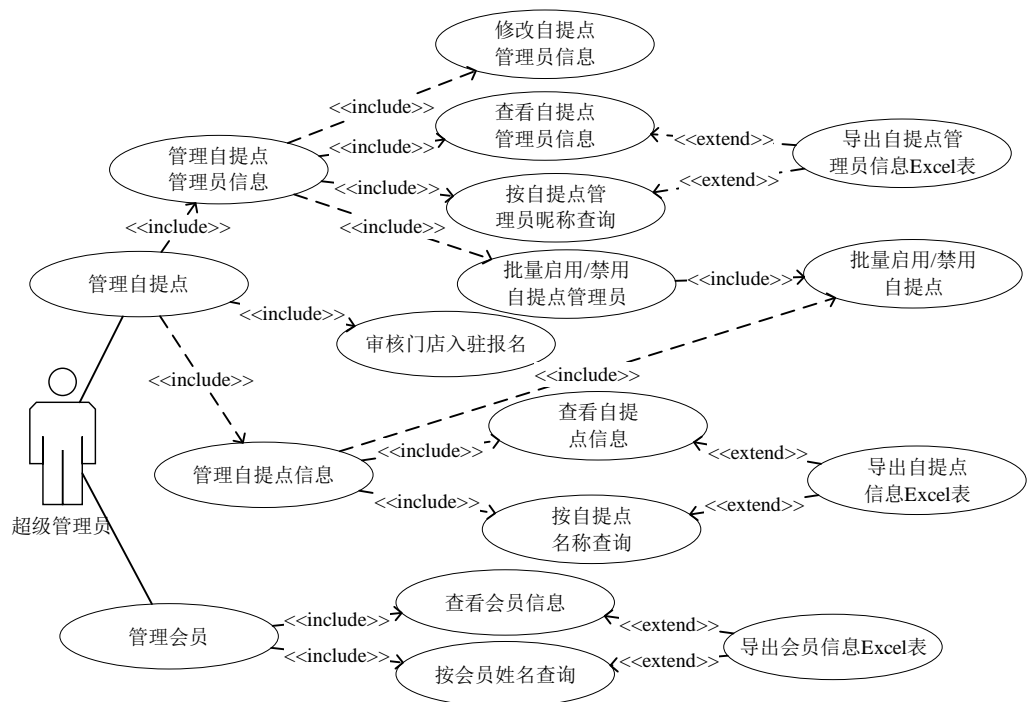 修改自提点
管理员信息
<<include>>
查看自提点
管理员信息
<<include>>
<<extend>>
导出自提点管
理员信息Excel表
管理自提点
管理员信息
<<include>>
<<extend>>
按自提点管
理员昵称查询
<<include>>
<<include>>
管理自提点
批量启用/禁用
自提点管理员
<<include>>
批量启用/禁用
自提点
<<include>>
审核门店入驻报名
<<include>>
<<include>>
查看自提
点信息
<<include>>
<<extend>>
管理自提点信息
导出自提点
信息Excel表
<<include>>
<<extend>>
按自提点
名称查询
超级管理员
查看会员信息
<<include>>
<<extend>>
管理会员
导出会员信息Excel表
<<include>>
<<extend>>
按会员姓名查询